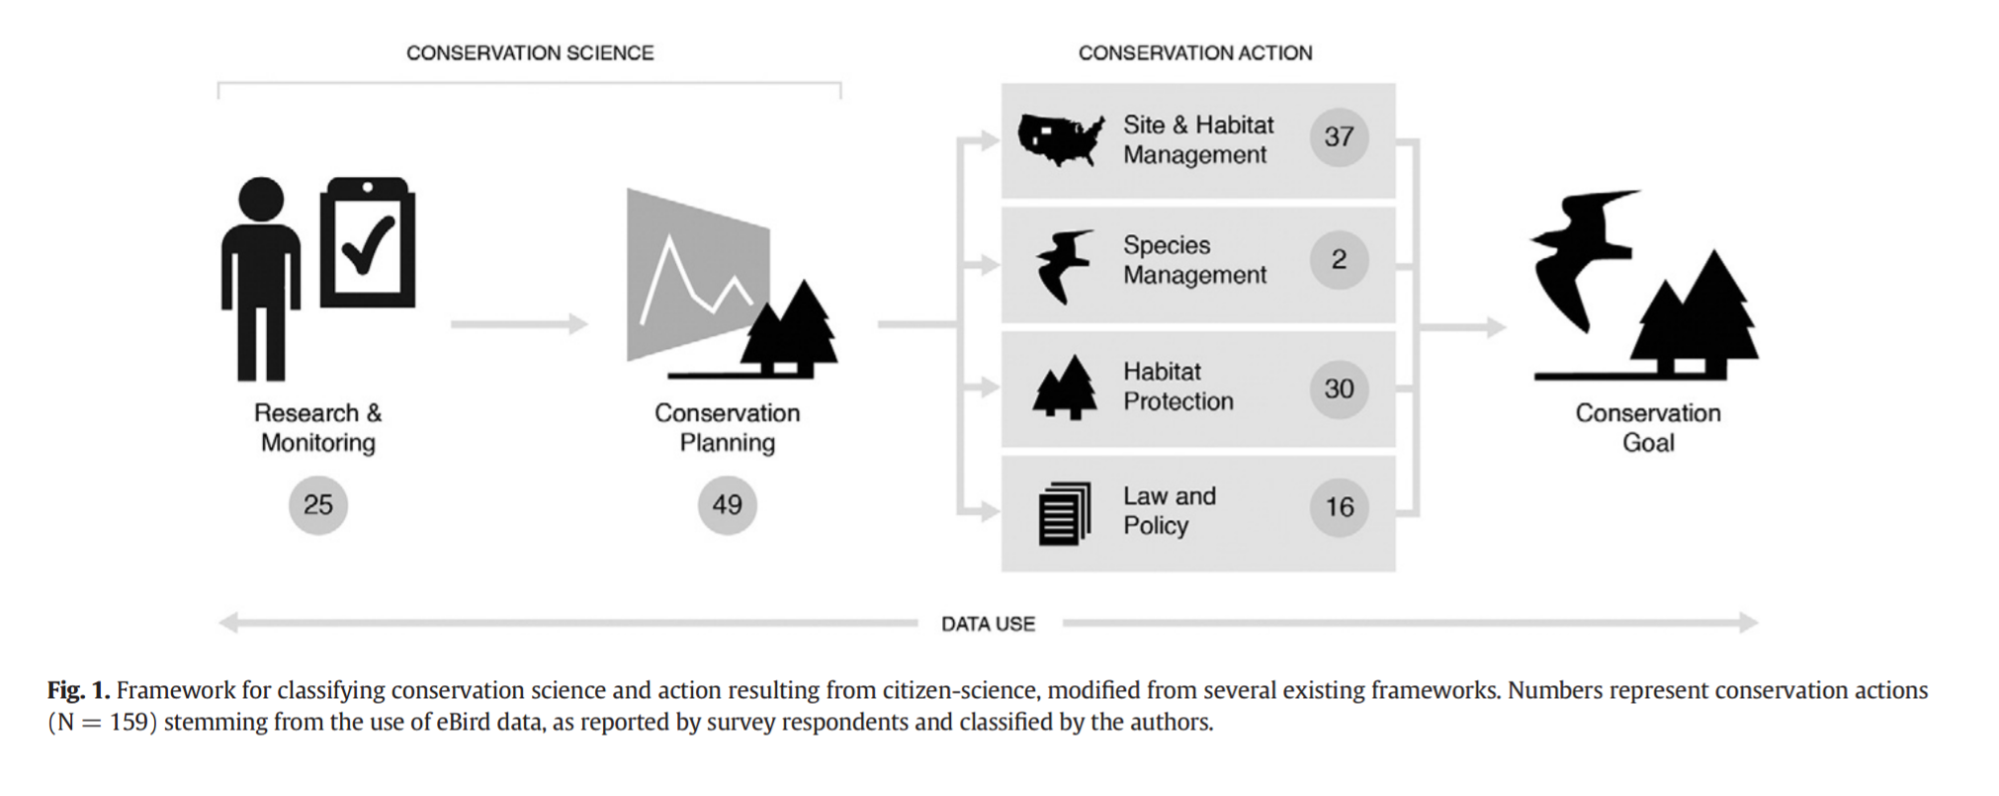 CONSERVATION SCIENCE
CONSERVATION ACTION
Research &
Monitoring
25
Conservation
Planning
49
Site & Habitat
Management
37
Species
Management
2
Habitat
Protection
30
Law and
Policy
16
Conservation
Goal
DATA USE
Fig. 1. Framework for classifying conservation science and action resulting from citizen-science, modified from several existing frameworks. Numbers represent conservation actions
(N = 159) stemming from the use of eBird data, as reported by survey respondents and classified by the authors.